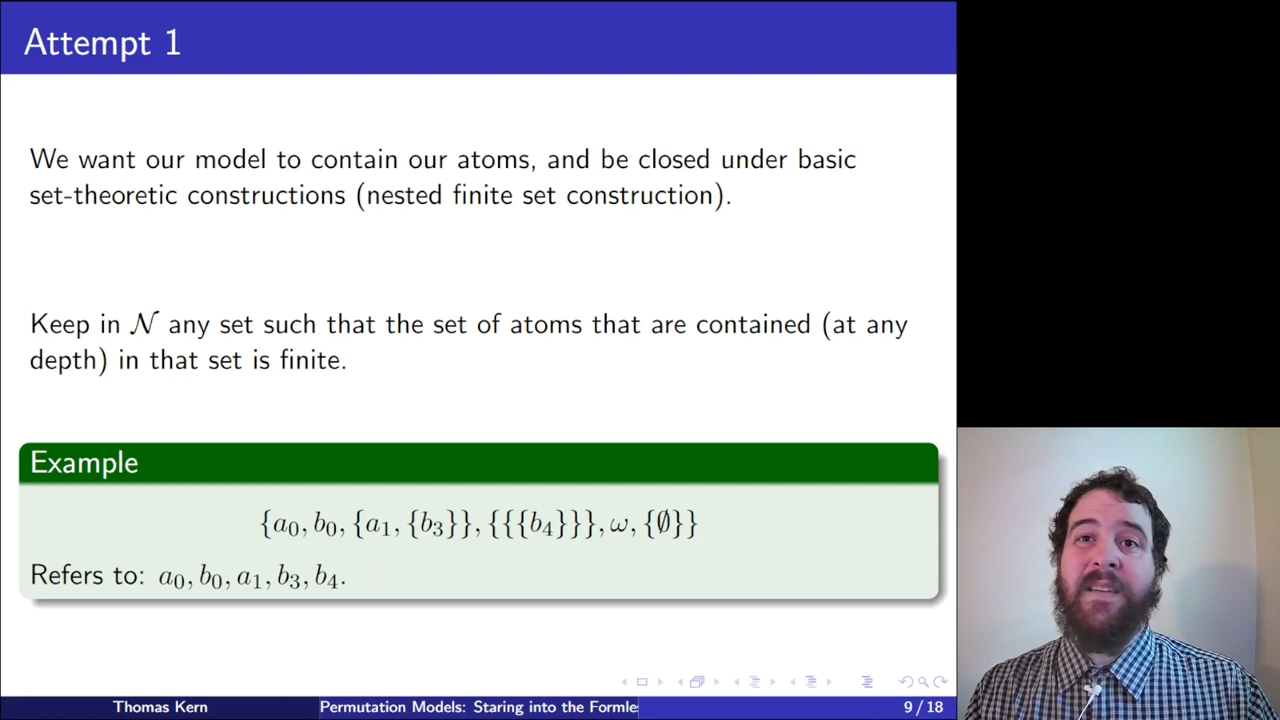 Attempt 1
We want our model to contain our atoms, and be closed under basic
set-theoretic constructions (nested finite set construction).
Keep in 𝒩 any set such that the set of atoms that are contained (at any
depth) in that set is finite.
Example
{a₀, b₀, {a₁, {b₃}}, {{{b₄}}}, ω, {∅}}
Refers to: a₀, b₀, a₁, b₃, b₄.
Thomas Kern
Permutation Models: Staring into the Formle
9 / 18